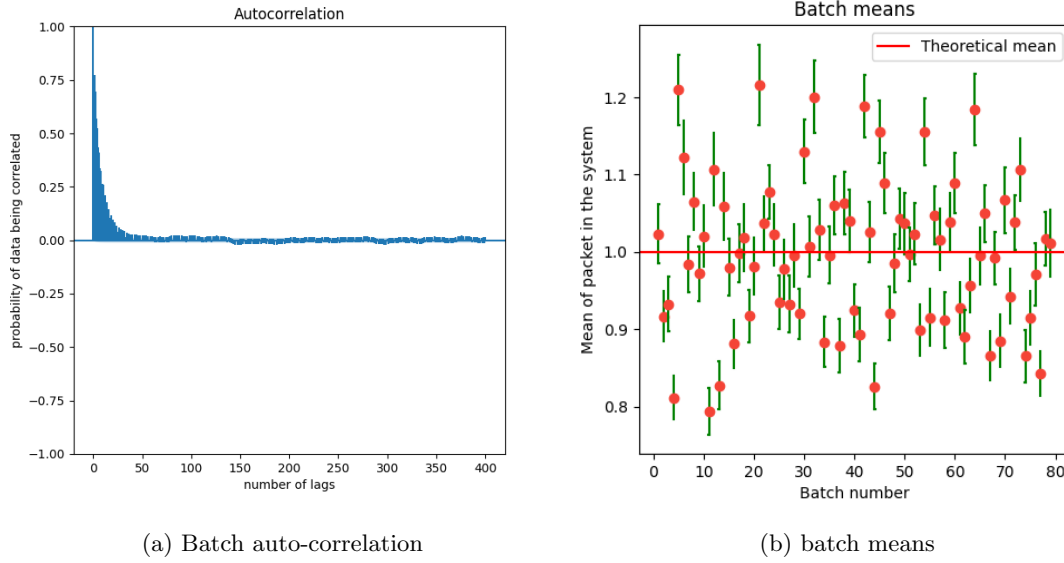 Autocorrelation
1.00
0.75
0.50
0.25
0.00
−0.25
−0.50
−0.75
−1.00
probability of data being correlated
0 50 100 150 200 250 300 350 400
number of lags
(a) Batch auto-correlation
Batch means
Theoretical mean
1.2
1.1
1.0
0.9
0.8
Mean of packet in the system
0 10 20 30 40 50 60 70 80
Batch number
(b) batch means